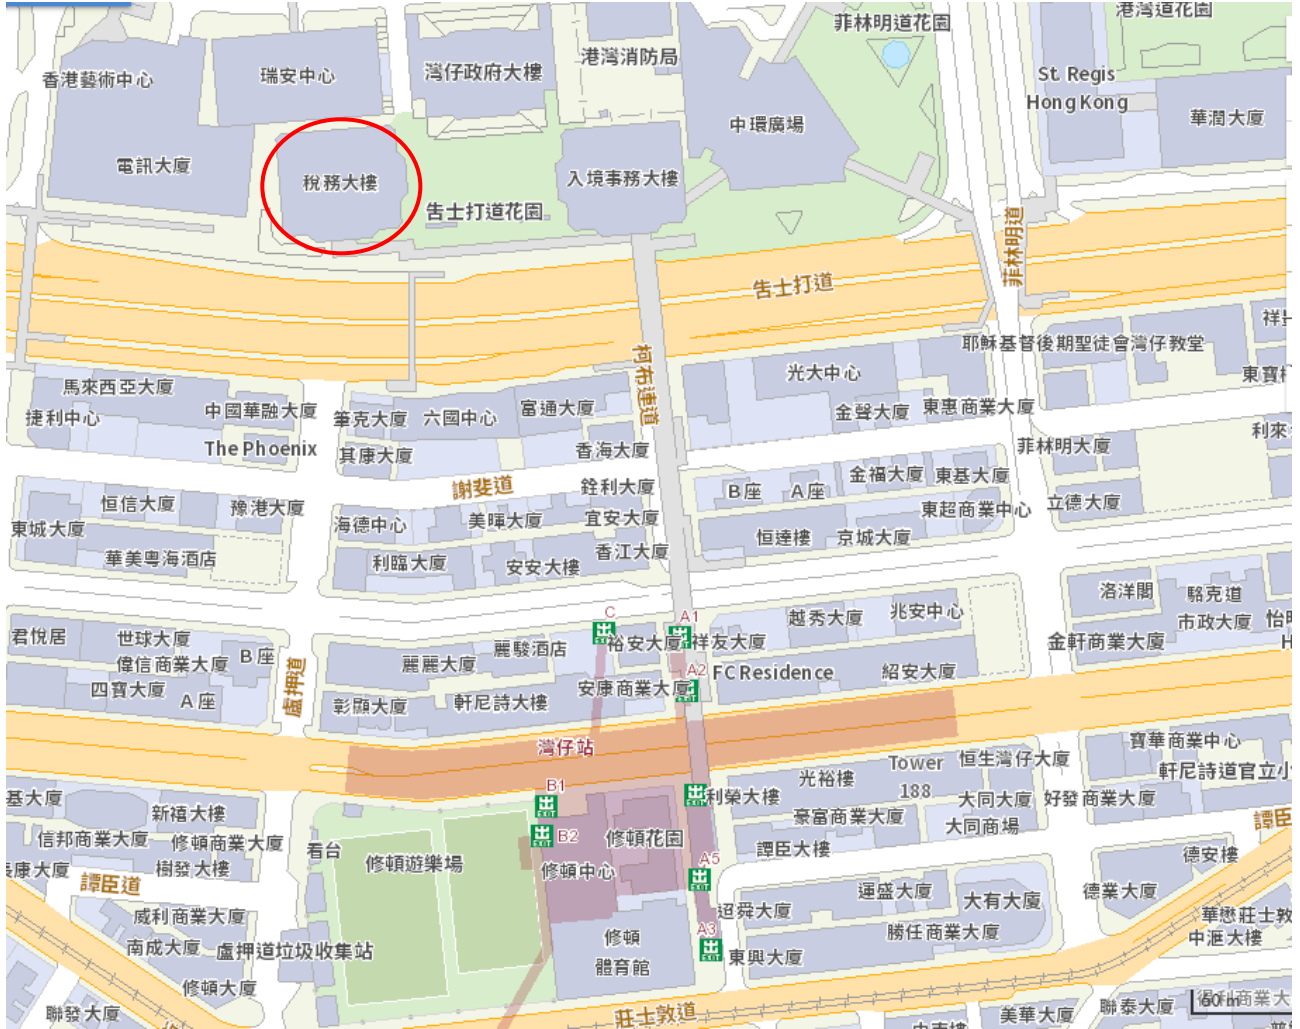 港灣道花園
菲林明道花園
港灣消防局
香港藝術中心
瑞安中心
灣仔政府大樓
St. Regis
Hong Kong
華潤大廈
中環廣場
電訊大廈
稅務大樓
入境事務大樓
告士打道花園
菲林明道
告士打道
柯布連道
耶穌基督後期聖徒會灣仔教堂
光大中心
馬來西亞大廈
捷利中心
中國華融大廈
The Phoenix
筆克大廈
六國中心
富通大廈
金聲大廈
東惠商業大廈
其康大廈
香海大廈
菲林明大廈
謝斐道
銓利大廈
B座
A座
金福大廈
東基大廈
恒信大廈
豫港大廈
東城大廈
海德中心
美暉大廈
宜安大廈
東超商業中心
立德大廈
華美粵海酒店
利臨大廈
安安大樓
香江大廈
恒達樓
京城大廈
洛洋閣
駱克道
市政大廈
C
A1
越秀大廈
兆安中心
君悅居
世球大廈
偉信商業大廈
B座
麗麗大廈
麗駿酒店
裕安大廈
祥友大廈
金軒商業大廈
四寶大廈
A座
盧押道
彰顯大廈
軒尼詩大樓
安康商業大廈
A2
FC Residence
紹安大廈
灣仔站
寶華商業中心
恒生灣仔大廈
Tower
188
光裕樓
B1
利榮大樓
大同大廈
好發商業大廈
新禧大樓
豪富商業大廈
大同商場
信邦商業大廈
修頓商業大廈
看台
修頓遊樂場
B2
修頓花園
修頓中心
譚臣大樓
德安樓
樹發大樓
譚臣道
A5
運盛大廈
大有大廈
德業大廈
威利商業大廈
迢舜大廈
南成大廈
盧押道垃圾收集站
修頓
體育館
A3
勝任商業大廈
中滙大樓
東興大廈
修頓大廈
聯發大廈
莊士敦道
美華大廈
聯泰大廈
60 m